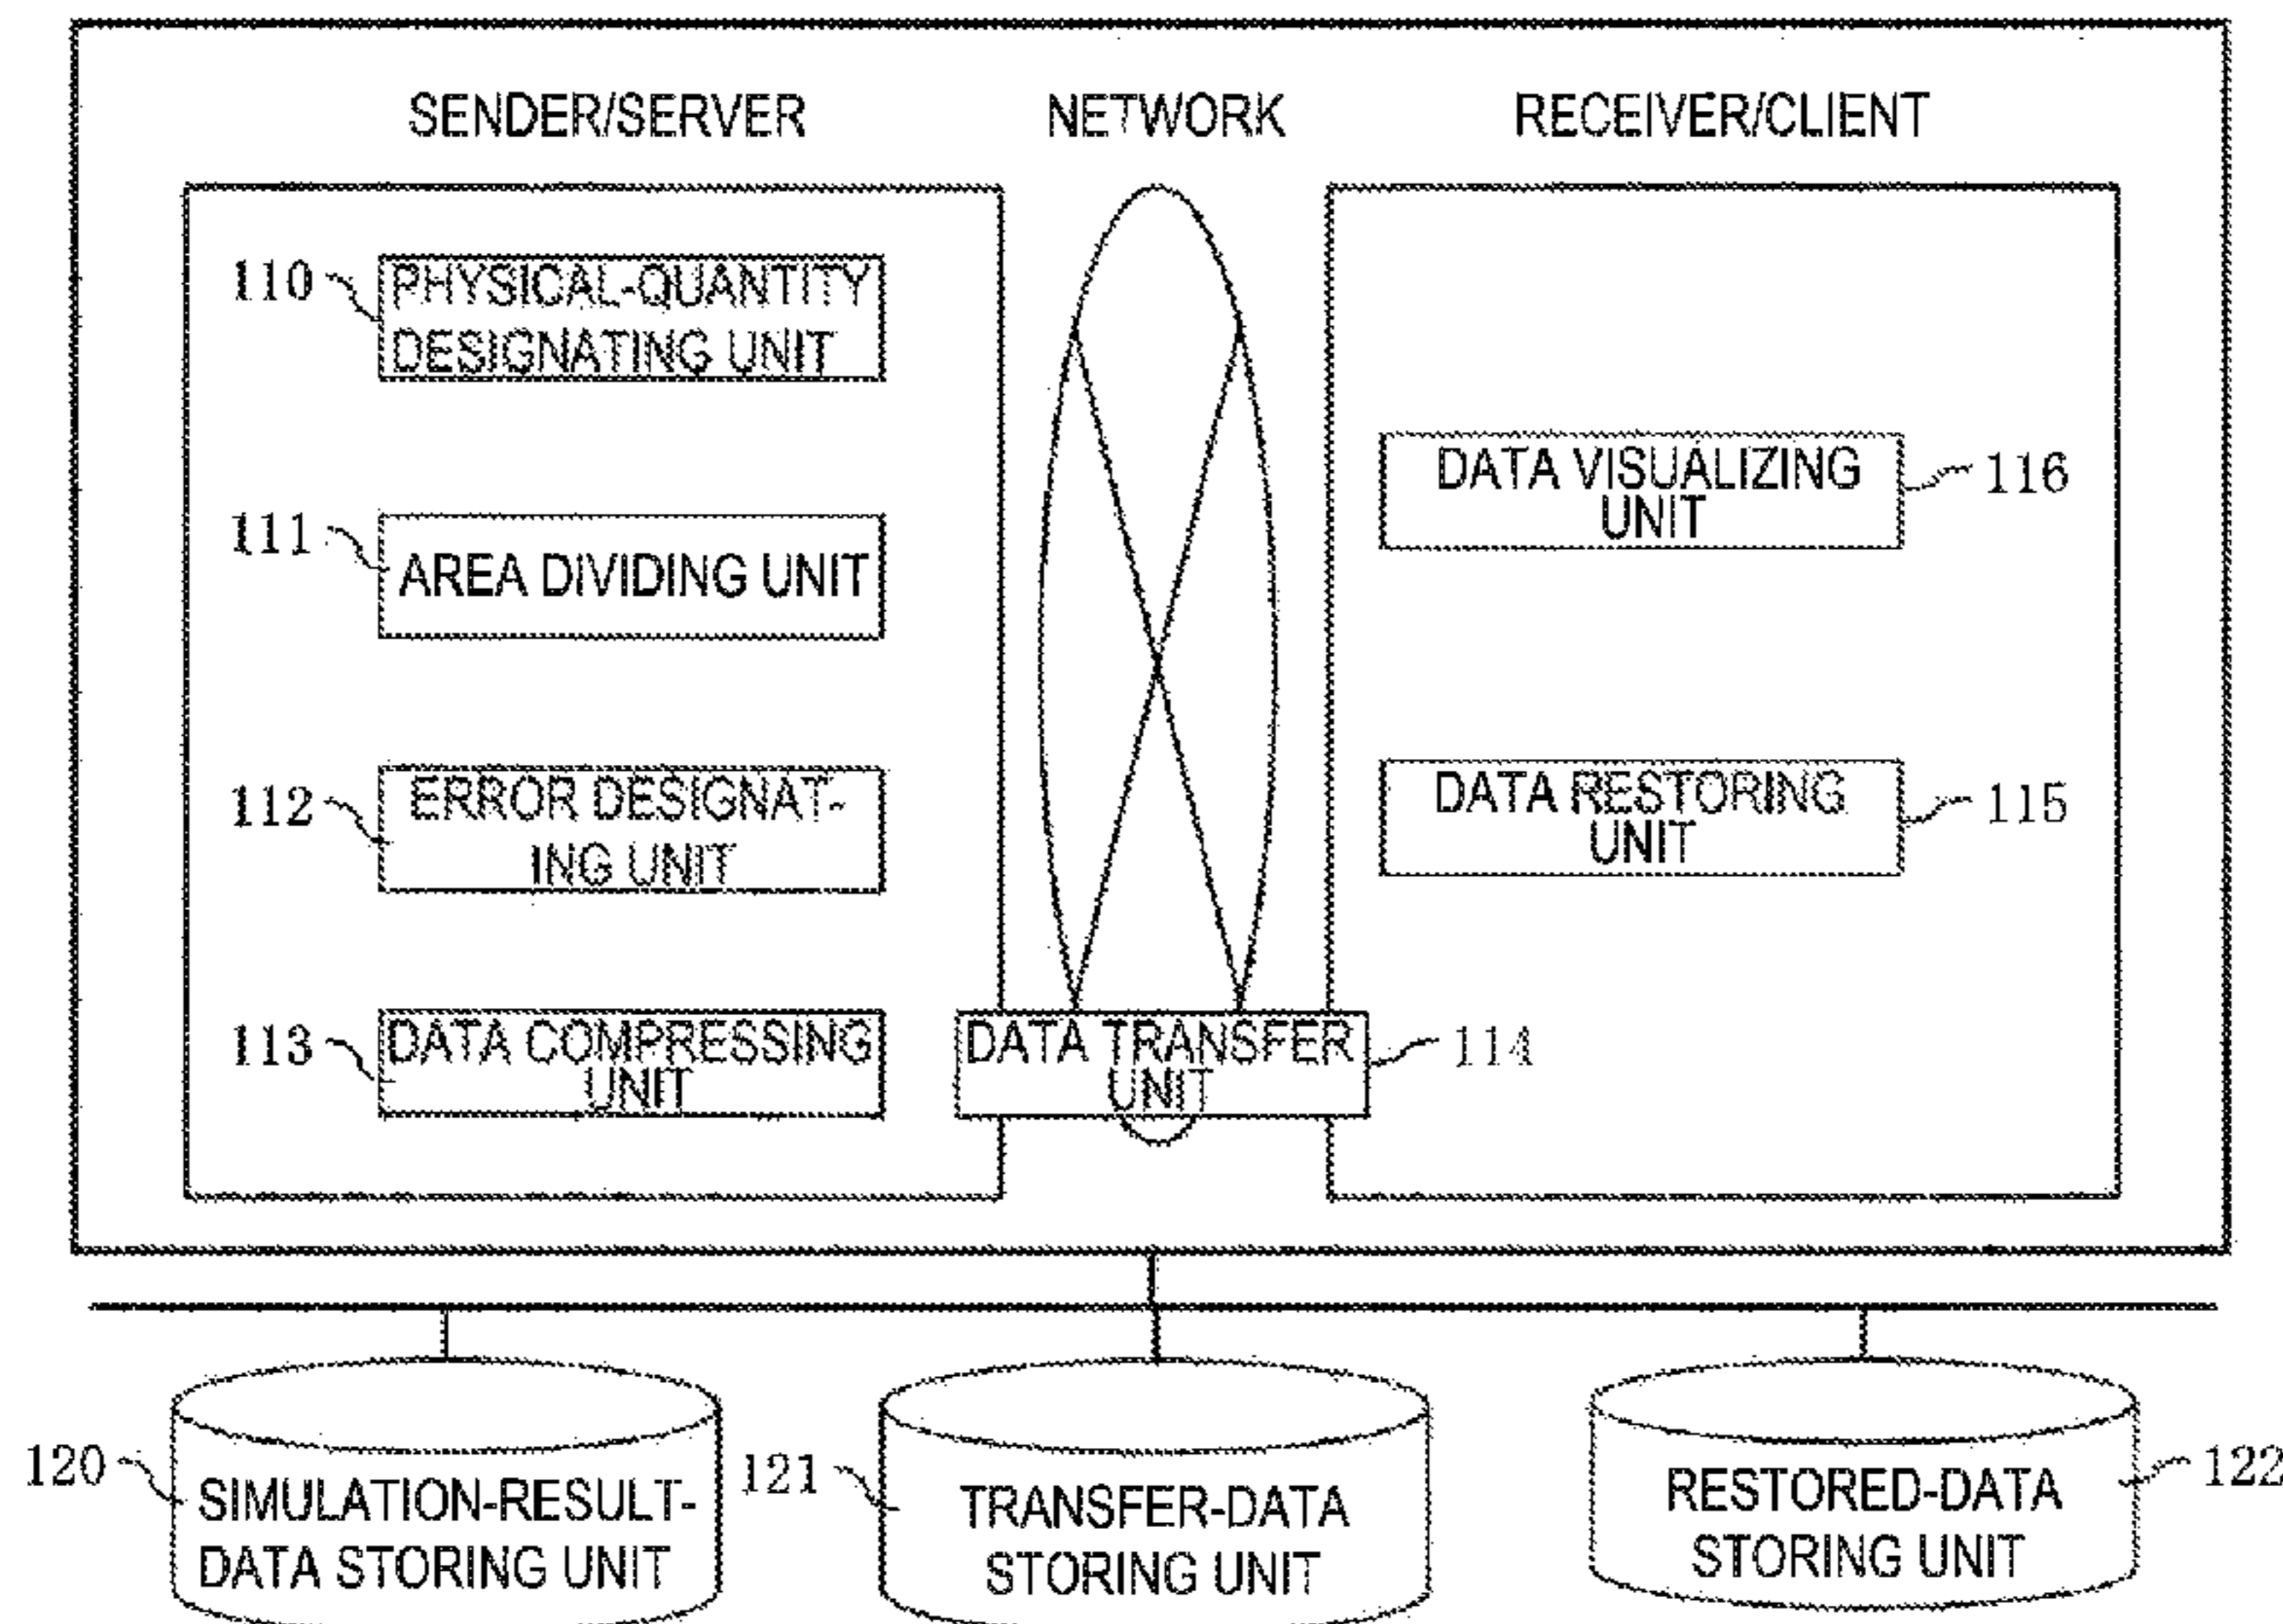 SENDER/SERVER
NETWORK
RECEIVER/CLIENT
110
PHYSICAL-QUANTITY
DESIGNATING UNIT
111
AREA DIVIDING UNIT
112
ERROR DESIGNAT-
ING UNIT
113
DATA COMPRESSING
UNIT
DATA TRANSFER
UNIT
114
DATA VISUALIZING
UNIT
116
DATA RESTORING
UNIT
115
120
SIMULATION-RESULT-
DATA STORING UNIT
121
TRANSFER-DATA
STORING UNIT
RESTORED-DATA
STORING UNIT
122